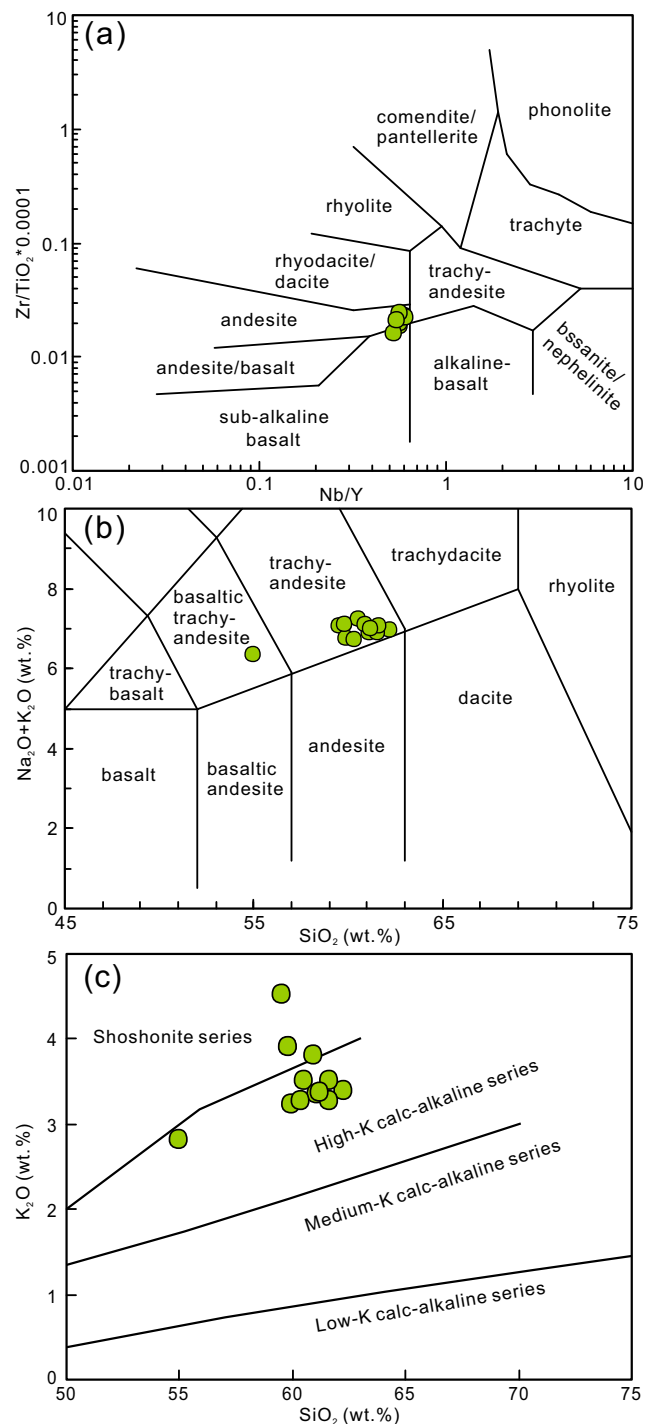 (a)
10
1
0.1
0.01
0.001
Zr/TiO₂*0.0001
phonolite
comendite/
pantellerite
rhyolite
trachyte
rhyodacite/
dacite
trachy-
andesite
andesite
andesite/basalt
alkaline-
basalt
bssanite/
nephelinite
sub-alkaline
basalt
0.01
0.1
1
10
Nb/Y
(b)
10
8
6
4
2
0
Na₂O+K₂O (wt.%)
trachy-
andesite
trachydacite
rhyolite
basaltic
trachy-
andesite
trachy-
basalt
dacite
andesite
basalt
basaltic
andesite
45
55
65
75
SiO₂ (wt.%)
(c)
5
4
3
2
1
0
K₂O (wt.%)
Shoshonite series
High-K calc-alkaline series
Medium-K calc-alkaline series
Low-K calc-alkaline series
50
55
60
65
70
75
SiO₂ (wt.%)